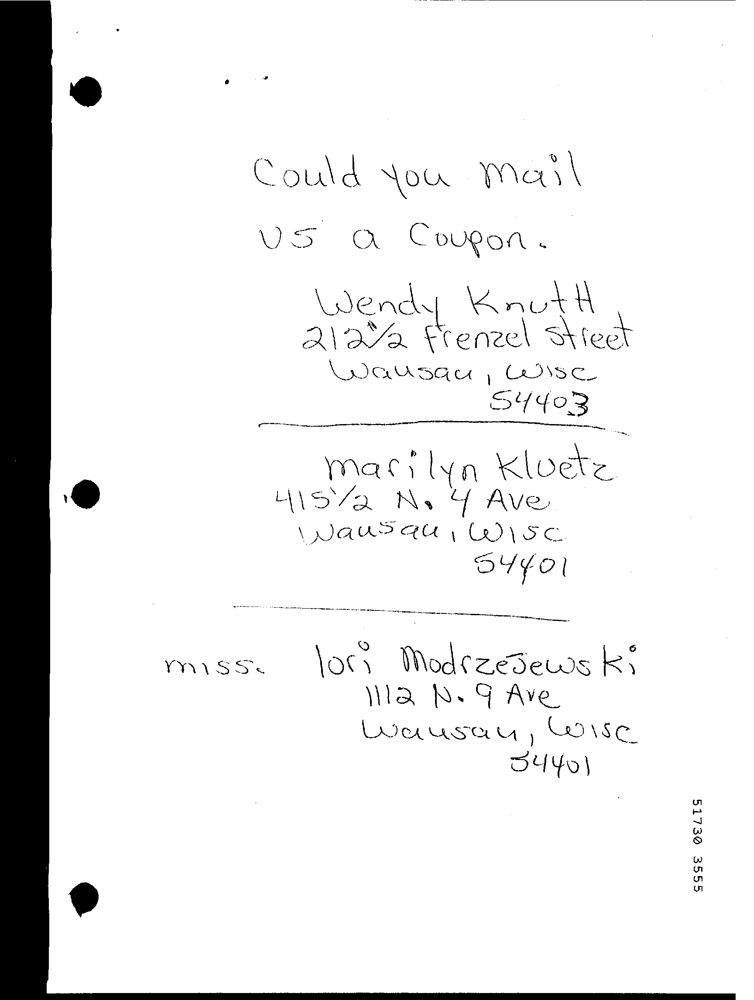 Could you mail
us a Coupon.
Wendy Knutt
212½ Frenzel street
Wausau, Wisc
54403
marilyn Kluetz
415½ N. 4 Ave
Wausau, Wisc
54401
miss. lori Modrzejewski
1112 N. 9 Ave
Wausau, Wisc
54401
51730 3555